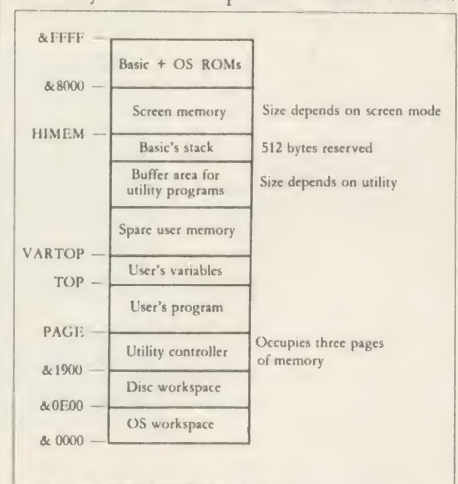 &FFFF
Basic + OS ROMs
&8000
Screen memory
Size depends on screen mode
HIMEM
Basic's stack
512 bytes reserved
Buffer area for
utility programs
Size depends on utility
Spare user memory
VARTOP
User's variables
TOP
User's program
PAGE
Utility controller
Occupies three pages
of memory
&1900
Disc workspace
&0E00
OS workspace
& 0000